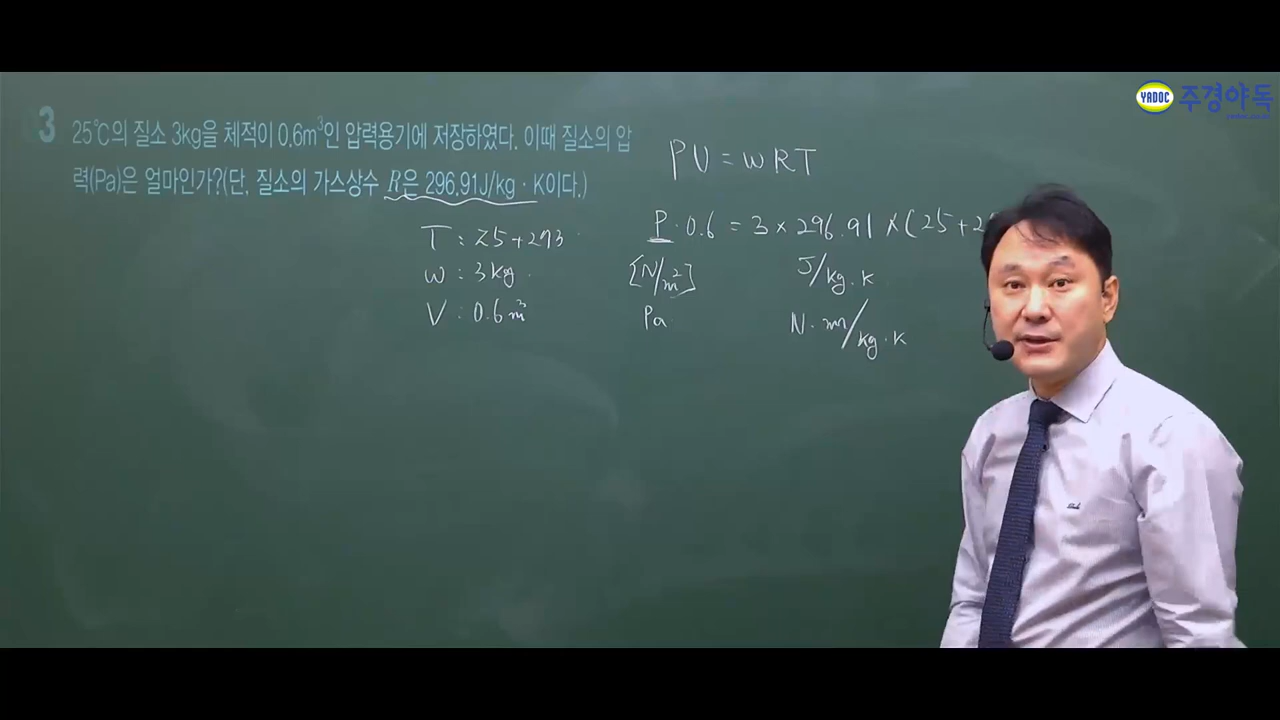 YADOC 주경야독
3 25℃의 질소 3kg을 체적이 0.6m³인 압력용기에 저장하였다. 이때 질소의 압
력(Pa)은 얼마인가?(단, 질소의 가스상수 R은 296.91J/kg · K이다.)
PV = WRT
T : 25+273
W : 3kg
V : 0.6m³
P · 0.6 = 3 × 296.91 × (25+2
[N/m²] J/kg·K
Pa N·m/kg·K